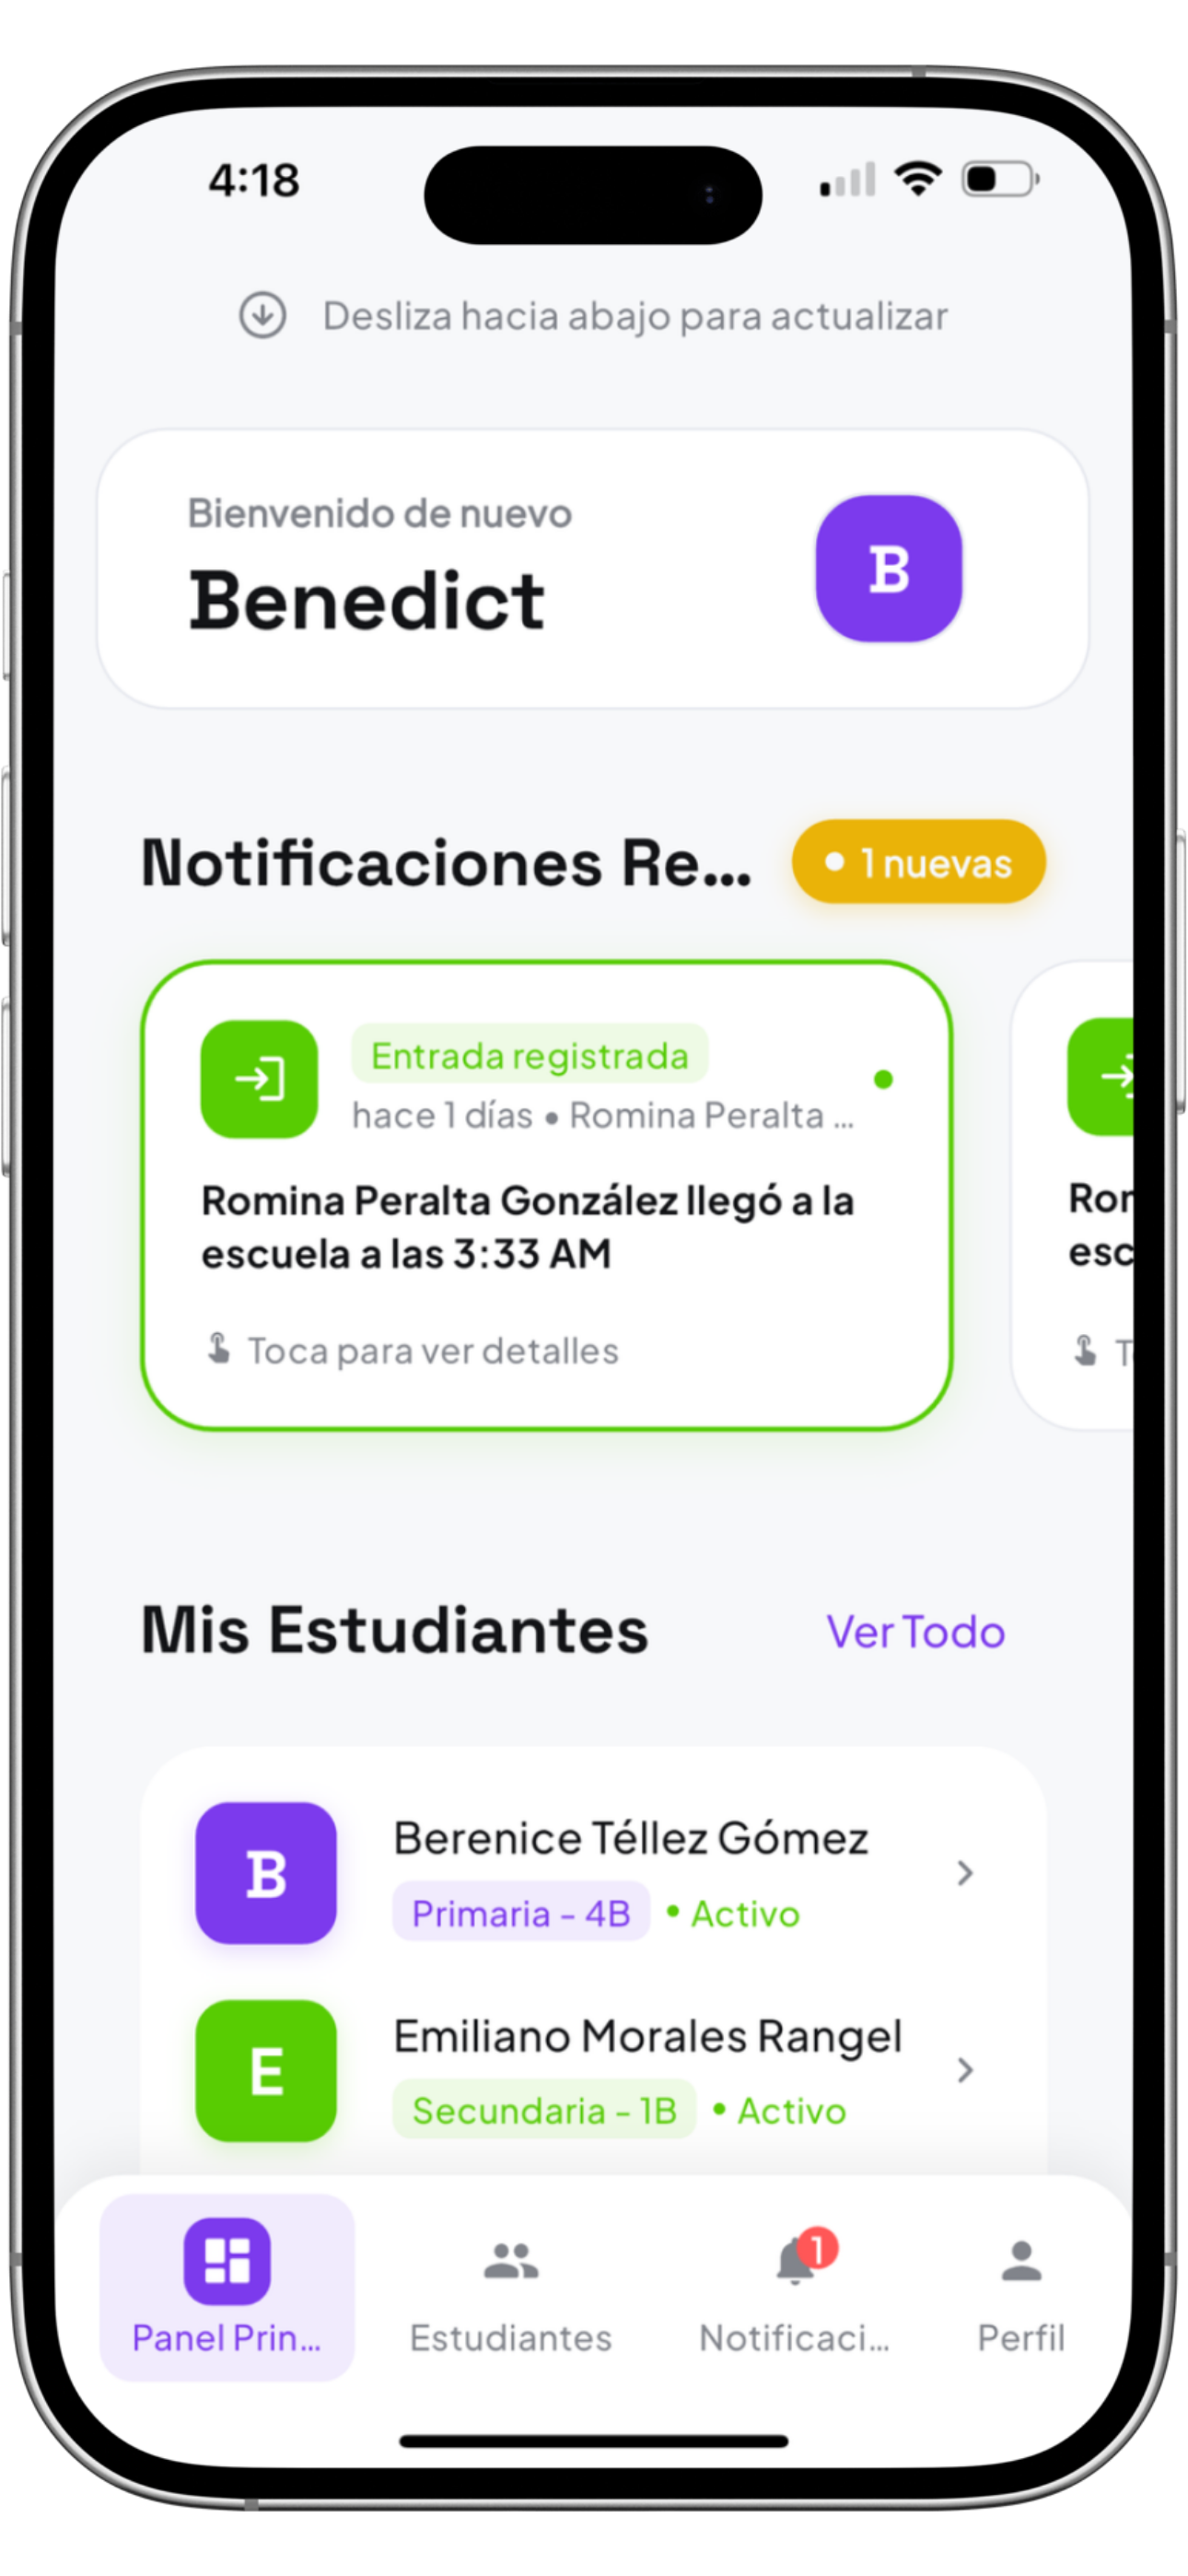 4:18
Desliza hacia abajo para actualizar
Bienvenido de nuevo
Benedict
B
Notificaciones Re...
1 nuevas
Entrada registrada
hace 1 días • Romina Peralta ...
Romina Peralta González llegó a la
escuela a las 3:33 AM
Toca para ver detalles
Mis Estudiantes
Ver Todo
B
Berenice Téllez Gómez
Primaria - 4B
• Activo
E
Emiliano Morales Rangel
Secundaria - 1B
• Activo
1
Panel Prin...
Estudiantes
Notificaci...
Perfil